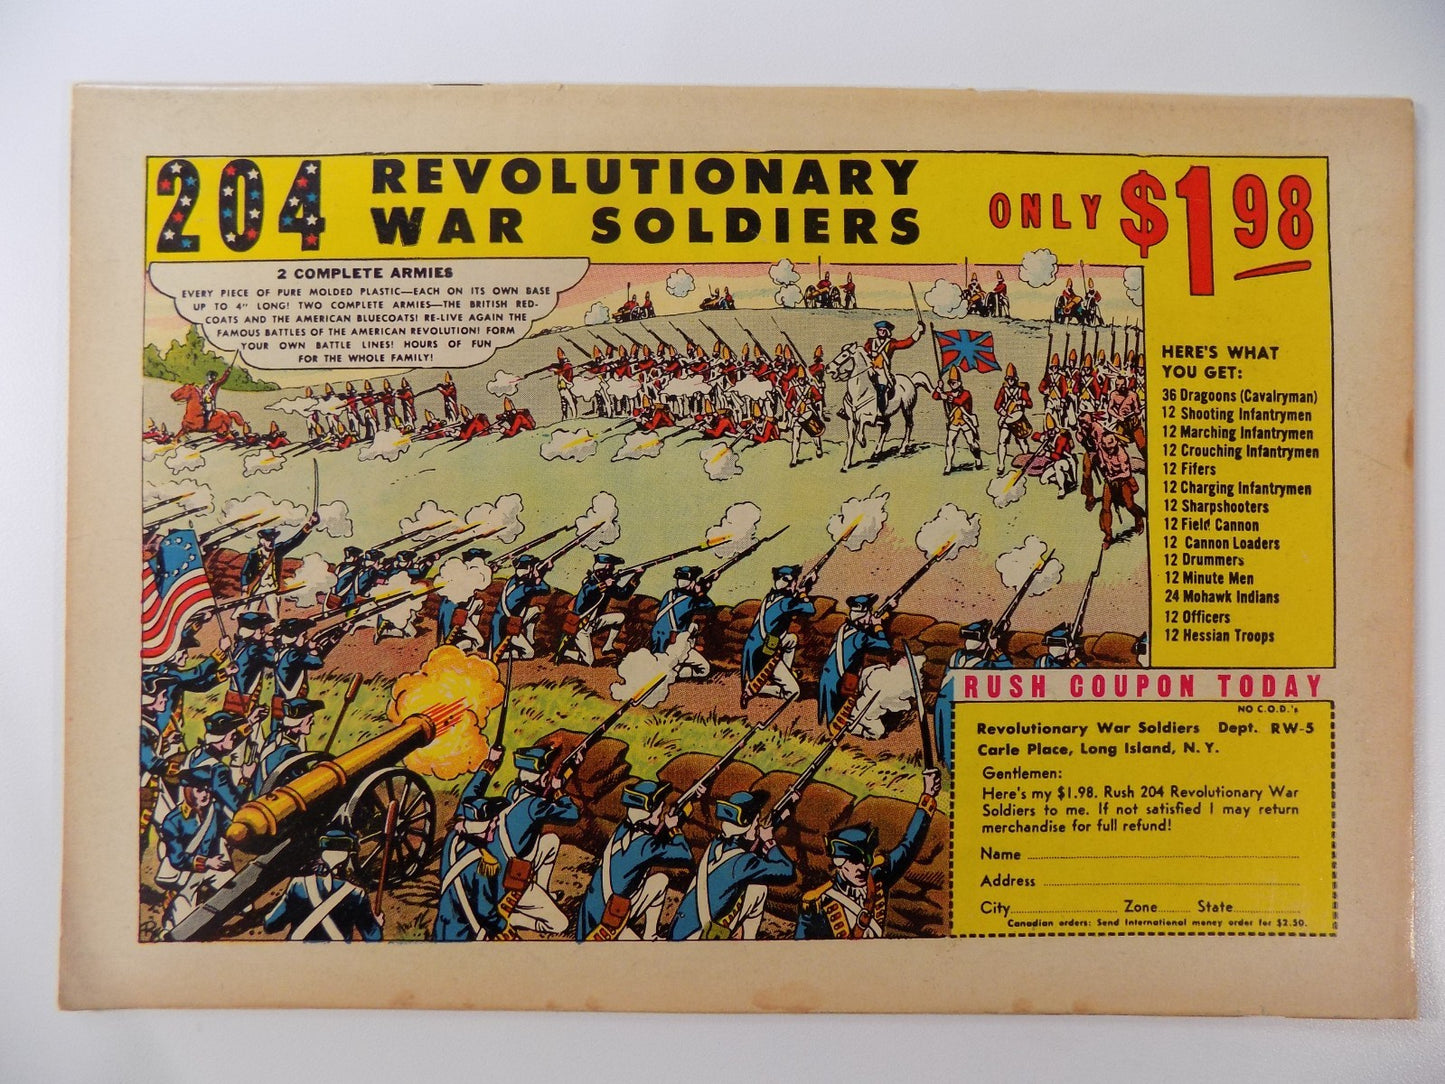 204 REVOLUTIONARY
WAR SOLDIERS
ONLY $1.98
2 COMPLETE ARMIES
EVERY PIECE OF PURE MOLDED PLASTIC—EACH ON ITS OWN BASE
UP TO 4" LONG! TWO COMPLETE ARMIES—THE BRITISH RED-
COATS AND THE AMERICAN BLUECOATS! RE-LIVE AGAIN THE
FAMOUS BATTLES OF THE AMERICAN REVOLUTION! FORM
YOUR OWN BATTLE LINES! HOURS OF FUN
FOR THE WHOLE FAMILY!
HERE'S WHAT
YOU GET:
36 Dragoons (Cavalryman)
12 Shooting Infantrymen
12 Marching Infantrymen
12 Crouching Infantrymen
12 Fifers
12 Charging Infantrymen
12 Sharpshooters
12 Field Cannon
12 Cannon Loaders
12 Drummers
12 Minute Men
24 Mohawk Indians
12 Officers
12 Hessian Troops
RUSH COUPON TODAY
NO C.O.D.'s
Revolutionary War Soldiers Dept. RW-5
Carle Place, Long Island, N. Y.
Gentlemen:
Here's my $1.98. Rush 204 Revolutionary War
Soldiers to me. If not satisfied I may return
merchandise for full refund!
Name
Address
City Zone State
Canadian orders: Send International money order for $2.50.